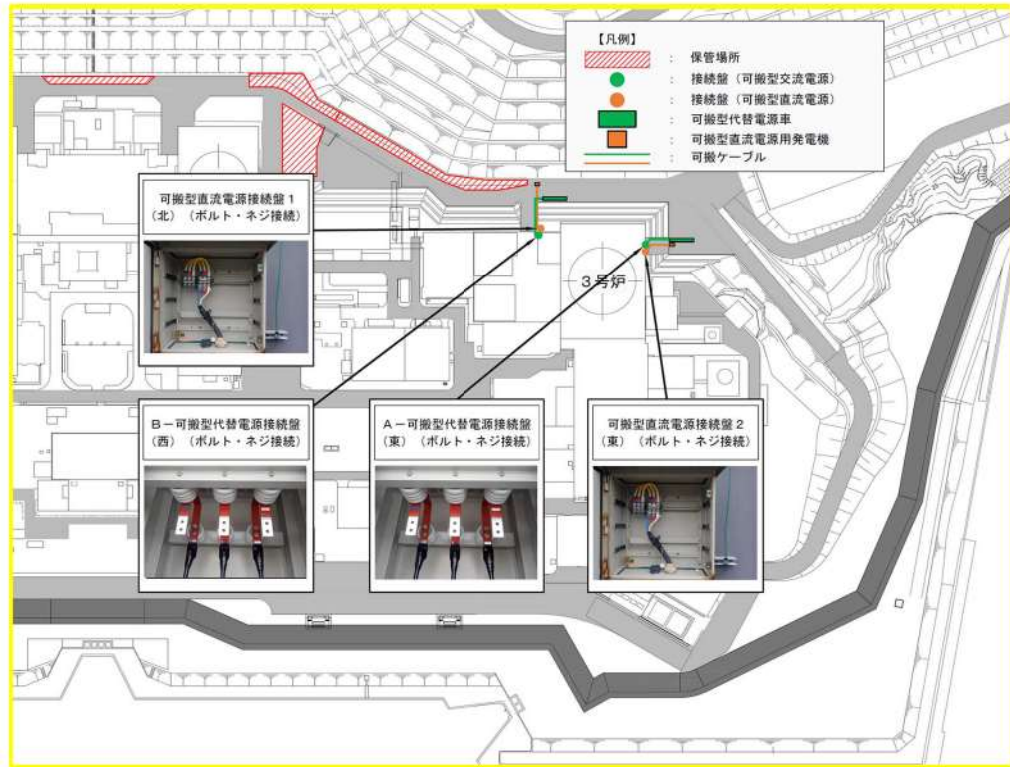 【凡例】
： 保管場所
： 接続盤（可搬型交流電源）
： 接続盤（可搬型直流電源）
： 可搬型代替電源車
： 可搬型直流電源用発電機
： 可搬ケーブル
可搬型直流電源接続盤１
（北）（ボルト・ネジ接続）
３号炉
Ｂ－可搬型代替電源接続盤
（西）（ボルト・ネジ接続）
Ａ－可搬型代替電源接続盤
（東）（ボルト・ネジ接続）
可搬型直流電源接続盤２
（東）（ボルト・ネジ接続）